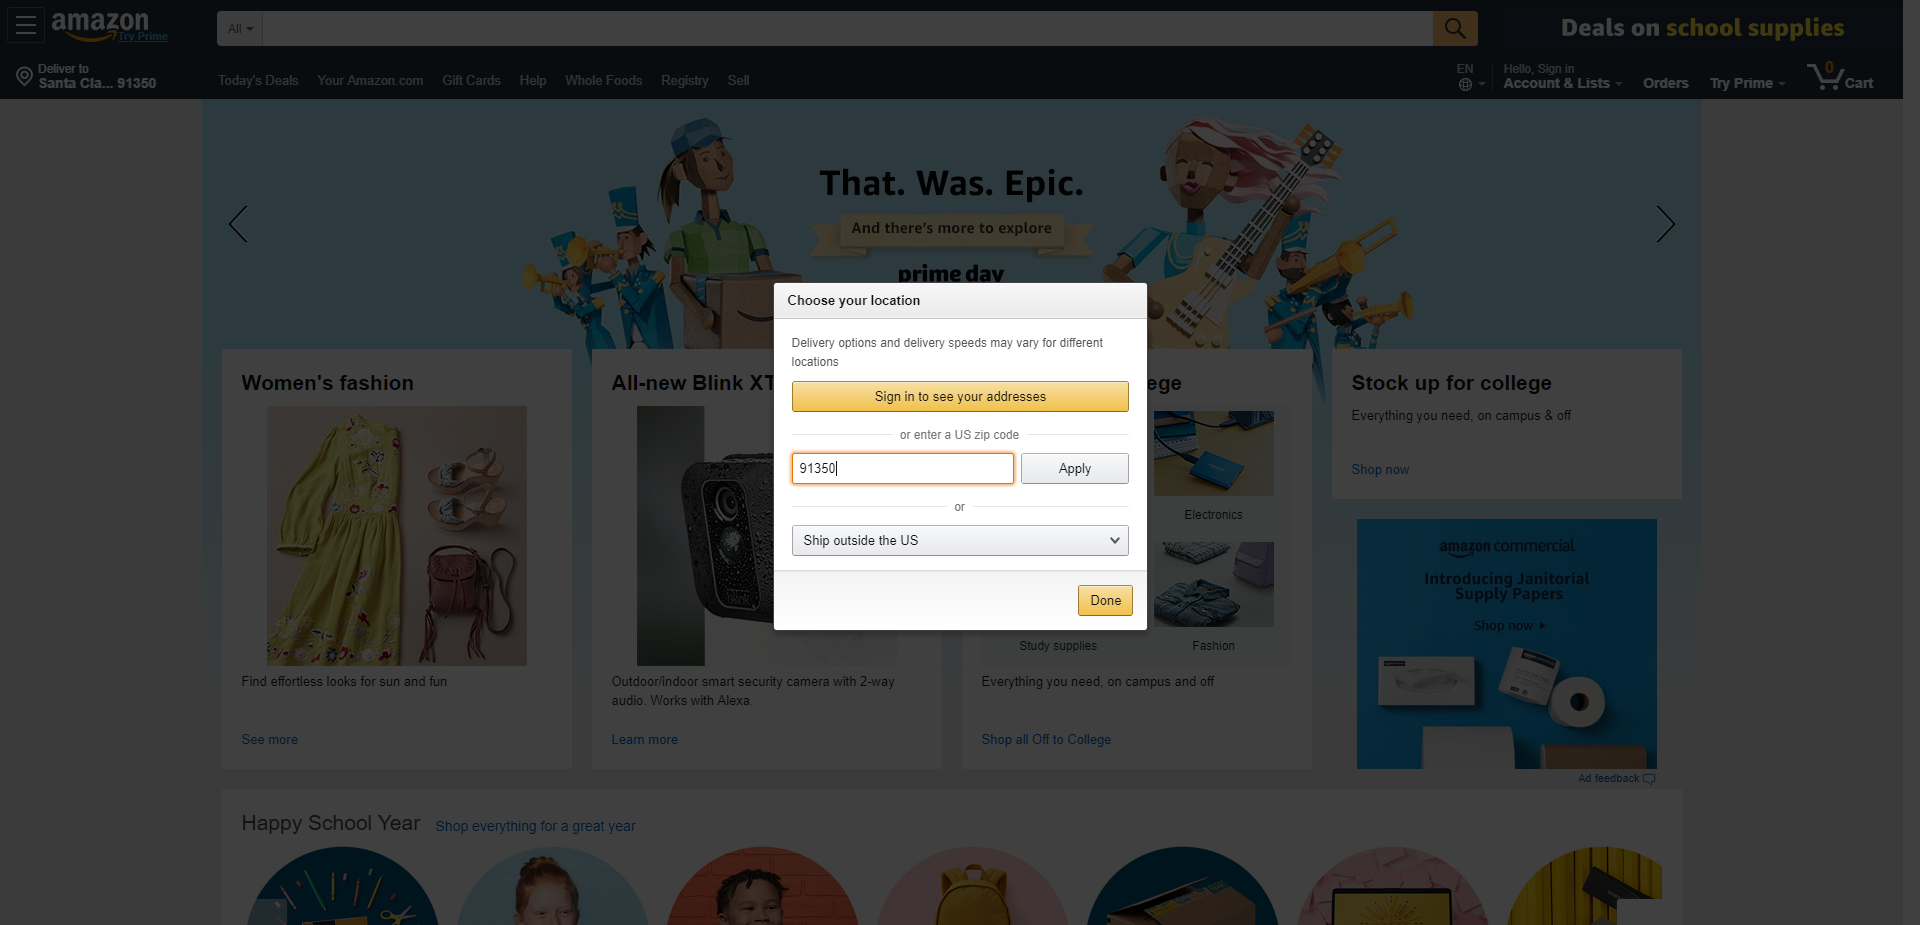 amazon
Try Prime
All
Deals on school supplies
Deliver to
Santa Cla... 91350
Today's Deals
Your Amazon.com
Gift Cards
Help
Whole Foods
Registry
Sell
EN
Hello, Sign in
Account & Lists
Orders
Try Prime
0
Cart
That. Was. Epic.
And there's more to explore
prime day
Choose your location
Delivery options and delivery speeds may vary for different
locations
Sign in to see your addresses
or enter a US zip code
91350
Apply
or
Ship outside the US
Done
Women's fashion
Find effortless looks for sun and fun
See more
All-new Blink XT
Outdoor/indoor smart security camera with 2-way
audio. Works with Alexa.
Learn more
ege
Electronics
Study supplies
Fashion
Everything you need, on campus and off
Shop all Off to College
Stock up for college
Everything you need, on campus & off
Shop now
amazon commercial
Introducing Janitorial
Supply Papers
Shop now
Ad feedback
Happy School Year
Shop everything for a great year